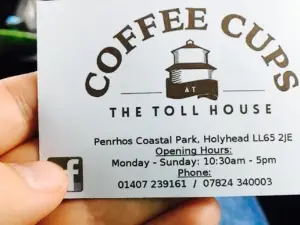 COFFEE CUPS
AT
THE TOLL HOUSE
Penrhos Coastal Park, Holyhead LL65 2JE
Opening Hours:
Monday - Sunday: 10:30am - 5pm
Phone:
01407 239161 / 07824 340003
f